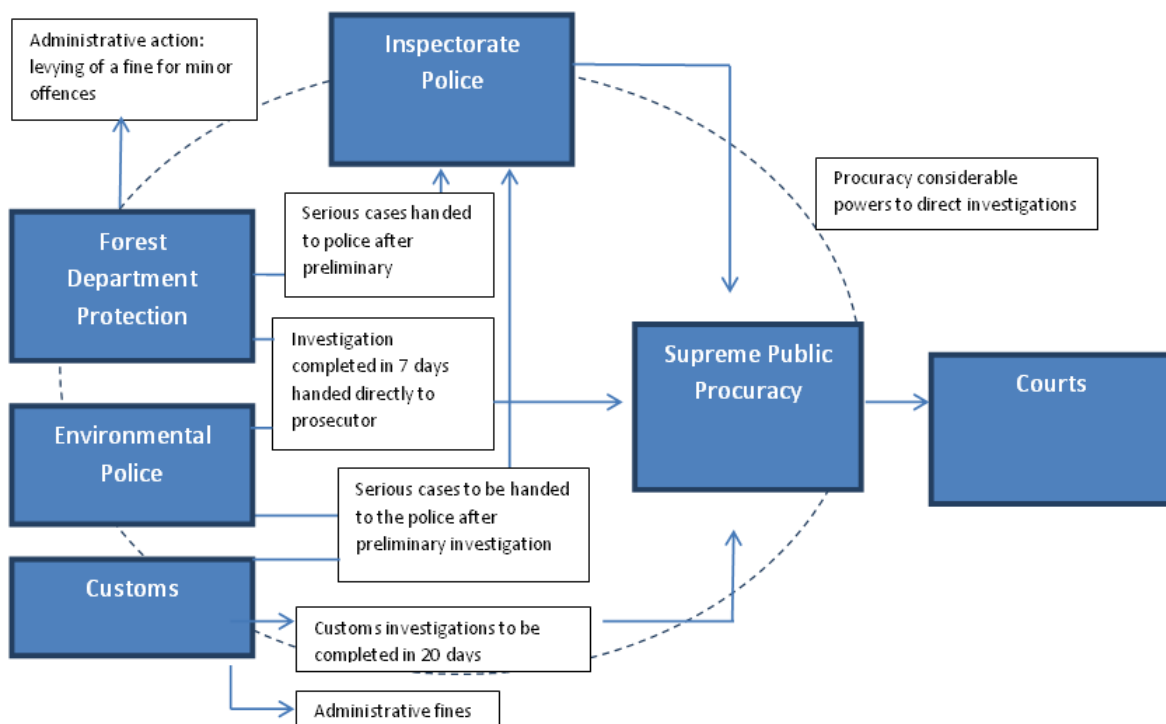 Administrative action:
levying of a fine for minor
offences
Inspectorate
Police
Procuracy considerable
powers to direct investigations
Forest
Department
Protection
Serious cases handed
to police after
preliminary
Investigation
completed in 7 days
handed directly to
prosecutor
Supreme Public
Procuracy
Courts
Environmental
Police
Serious cases to be handed
to the police after
preliminary investigation
Customs
Customs investigations to be
completed in 20 days
Administrative fines